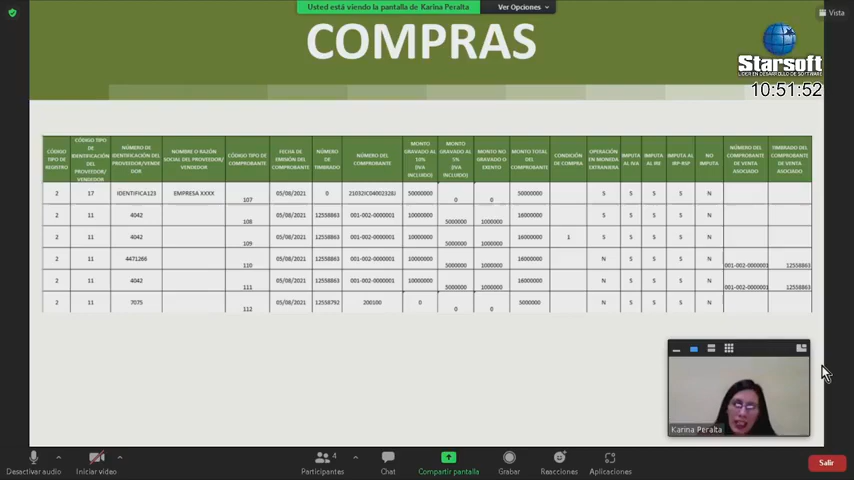 Usted está viendo la pantalla de Karina Peralta
Ver Opciones
Vista
COMPRAS
Starsoft
LIDER EN DESARROLLO DE SOFTWARE
10:51:52
CÓDIGO TIPO DE REGISTRO
CÓDIGO TIPO DE IDENTIFICACIÓN DEL PROVEEDOR/VENDEDOR
NÚMERO DE IDENTIFICACIÓN DEL PROVEEDOR/VENDEDOR
NOMBRE O RAZÓN SOCIAL DEL PROVEEDOR/VENDEDOR
CÓDIGO TIPO DE COMPROBANTE
FECHA DE EMISIÓN DEL COMPROBANTE
NÚMERO DE TIMBRADO
NÚMERO DEL COMPROBANTE
MONTO GRAVADO AL 10% (IVA INCLUIDO)
MONTO GRAVADO AL 5% (IVA INCLUIDO)
MONTO NO GRAVADO O EXENTO
MONTO TOTAL DEL COMPROBANTE
CONDICIÓN DE COMPRA
OPERACIÓN EN MONEDA EXTRANJERA
IMPUTA AL IVA
IMPUTA AL IRE
IMPUTA AL IRP-RSP
NO IMPUTA
NÚMERO DEL COMPROBANTE DE VENTA ASOCIADO
TIMBRADO DEL COMPROBANTE DE VENTA ASOCIADO
2 17 IDENTIFICA123 EMPRESA XXXX 107 05/08/2021 0 21032IC04002328J 50000000 0 0 50000000 S S S S N
2 11 4042 108 05/08/2021 12558863 001-002-0000001 10000000 5000000 1000000 16000000 S S S S N
2 11 4042 109 05/08/2021 12558863 001-002-0000001 10000000 5000000 1000000 16000000 1 S S S S N
2 11 4471266 110 05/08/2021 12558863 001-002-0000001 10000000 5000000 1000000 16000000 N S S S N 001-002-0000001 12558863
2 11 4042 111 05/08/2021 12558863 001-002-0000001 10000000 5000000 1000000 16000000 N S S S N 001-002-0000001 12558863
2 11 7075 112 05/08/2021 12558792 200100 0 0 0 5000000 N S S S N
Karina Peralta
Desactivar audio
Iniciar video
4
Participantes
Chat
Compartir pantalla
Grabar
Reacciones
Aplicaciones
Salir